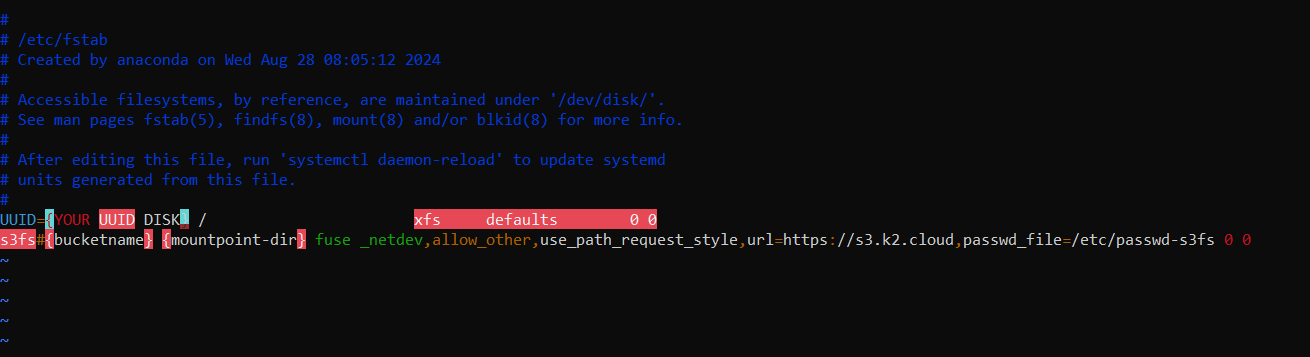 #
# /etc/fstab
# Created by anaconda on Wed Aug 28 08:05:12 2024
#
# Accessible filesystems, by reference, are maintained under '/dev/disk/'.
# See man pages fstab(5), findfs(8), mount(8) and/or blkid(8) for more info.
#
# After editing this file, run 'systemctl daemon-reload' to update systemd
# units generated from this file.
#
UUID={YOUR UUID DISK} /                       xfs     defaults        0 0
s3fs#{bucketname} {mountpoint-dir} fuse _netdev,allow_other,use_path_request_style,url=https://s3.k2.cloud,passwd_file=/etc/passwd-s3fs 0 0
~
~
~
~
~